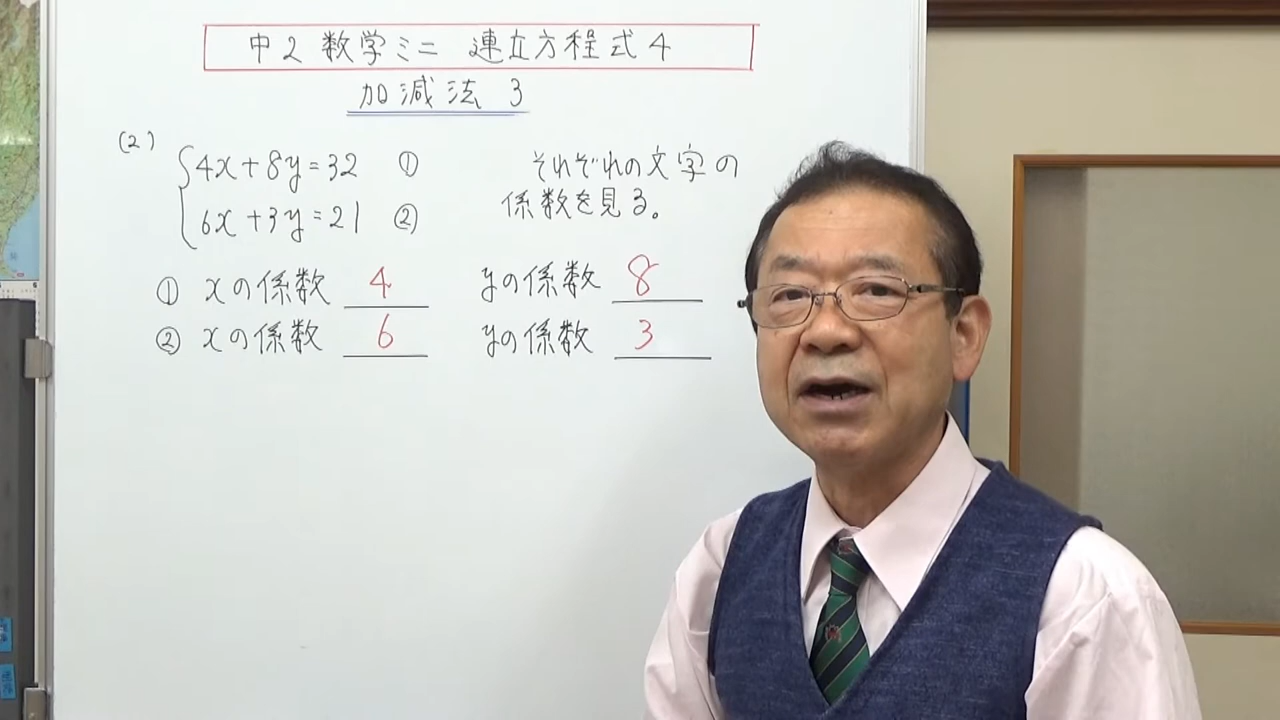 中2 数学ミニ 連立方程式4
加減法 3
(2)
4x+8y=32 ①
6x+3y=21 ②
それぞれの文字の
係数を見る。
① xの係数 4 yの係数 8
② xの係数 6 yの係数 3